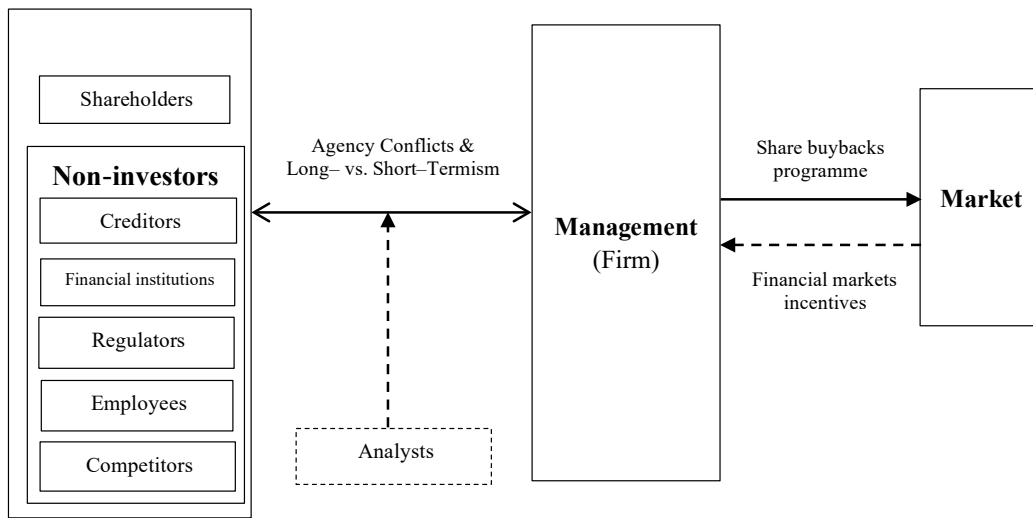 Shareholders
Non-investors
Creditors
Financial institutions
Regulators
Employees
Competitors
Agency Conflicts &
Long– vs. Short–Termism
Analysts
Management
(Firm)
Share buybacks
programme
Financial markets
incentives
Market